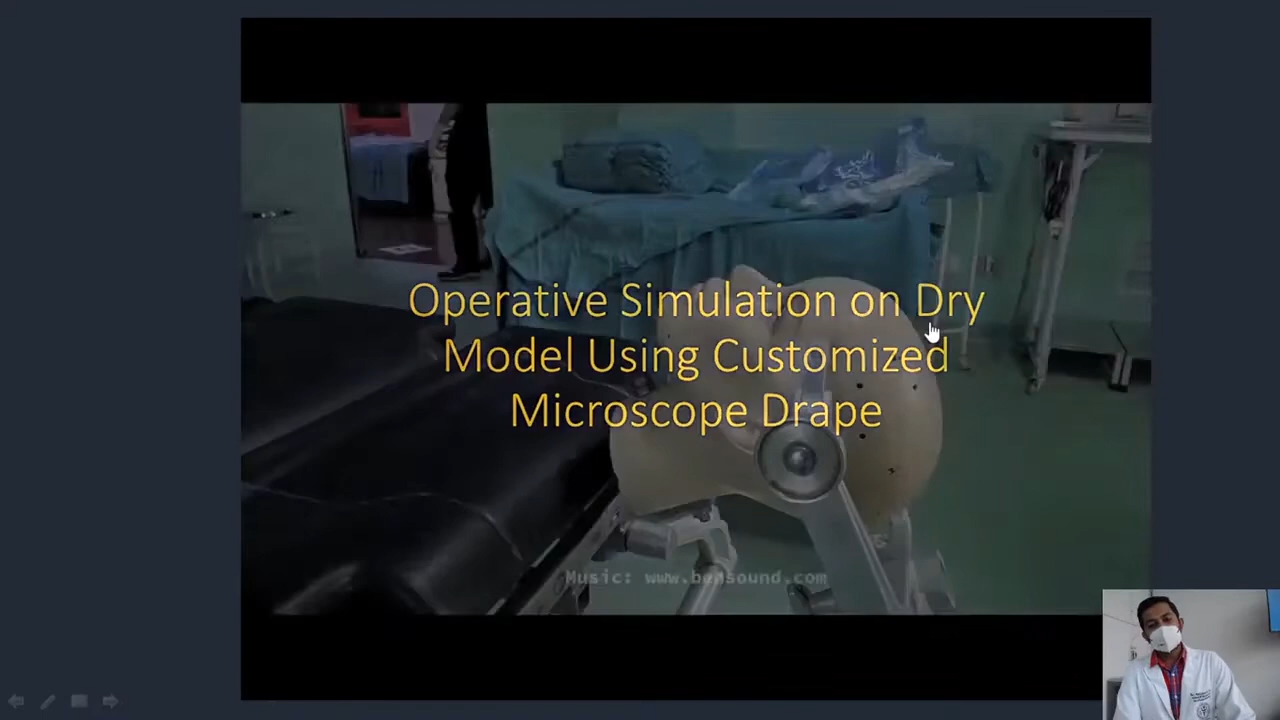 Operative Simulation on Dry
Model Using Customized
Microscope Drape
Music: www.bensound.com